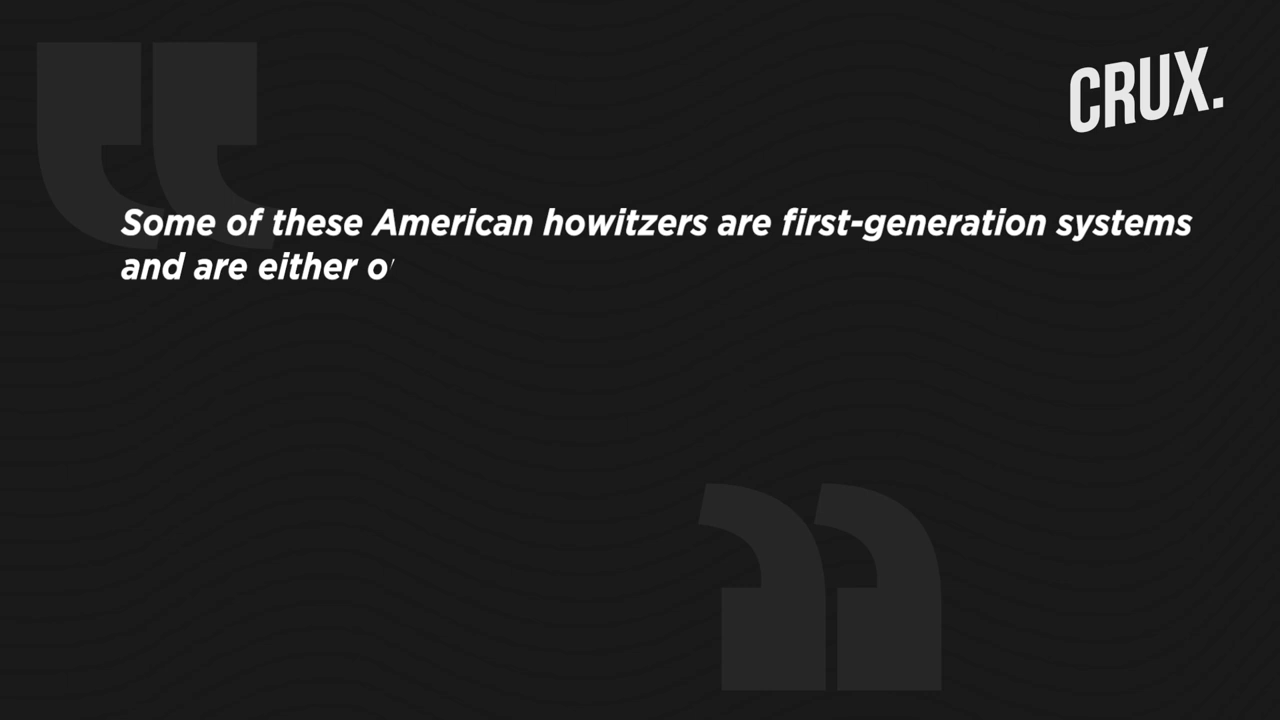 CRUX.
Some of these American howitzers are first-generation systems
and are either